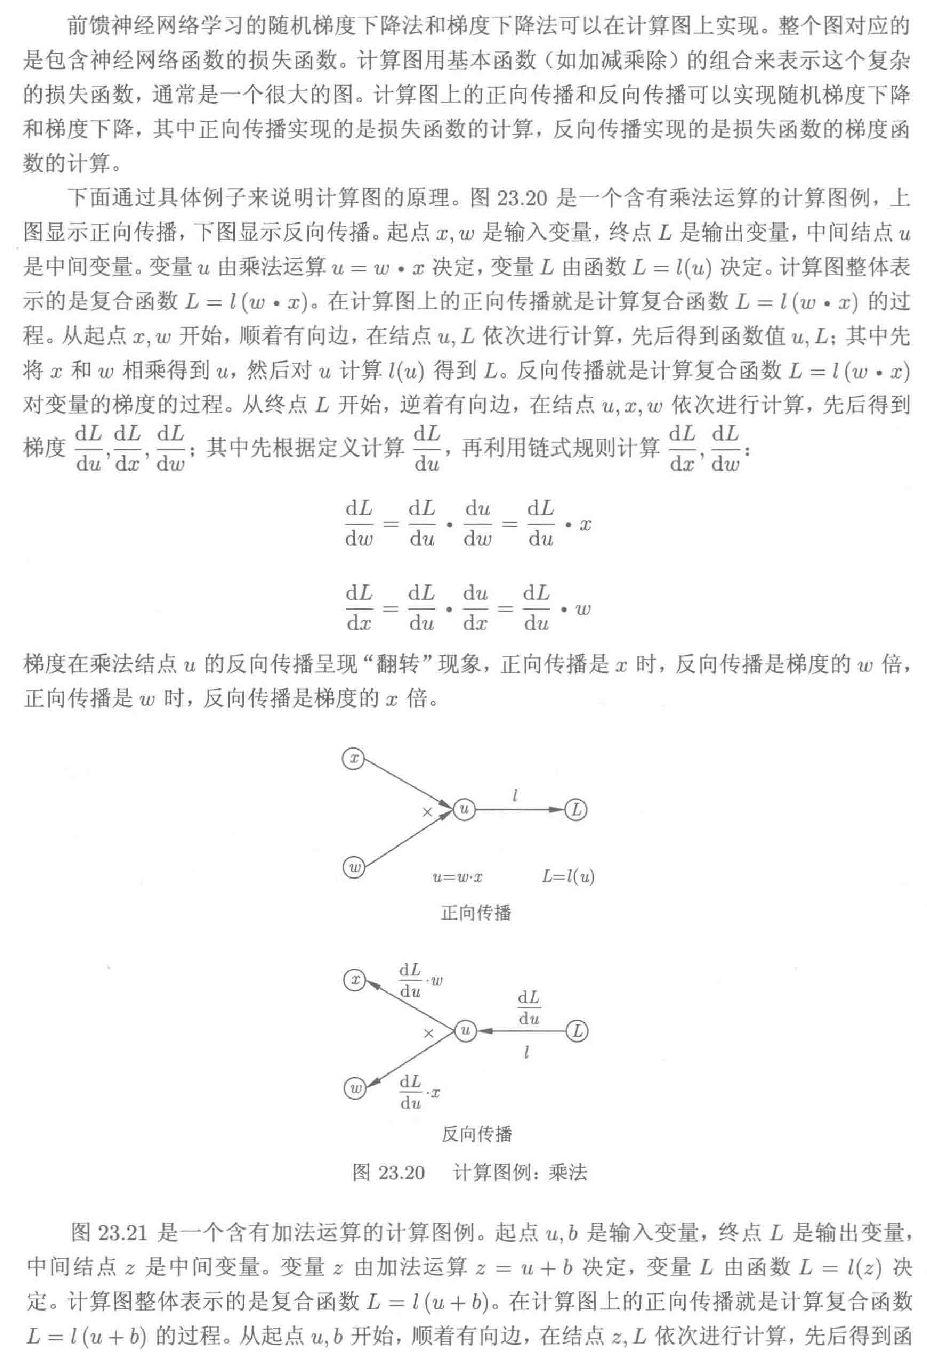 前馈神经网络学习的随机梯度下降法和梯度下降法可以在计算图上实现。整个图对应的
是包含神经网络函数的损失函数。计算图用基本函数（如加减乘除）的组合来表示这个复杂
的损失函数，通常是一个很大的图。计算图上的正向传播和反向传播可以实现随机梯度下降
和梯度下降，其中正向传播实现的是损失函数的计算，反向传播实现的是损失函数的梯度函
数的计算。
下面通过具体例子来说明计算图的原理。图 23.20 是一个含有乘法运算的计算图例，上
图显示正向传播，下图显示反向传播。起点 x, w 是输入变量，终点 L 是输出变量，中间结点 u
是中间变量。变量 u 由乘法运算 u = w • x 决定，变量 L 由函数 L = l(u) 决定。计算图整体表
示的是复合函数 L = l (w • x)。在计算图上的正向传播就是计算复合函数 L = l (w • x) 的过
程。从起点 x, w 开始，顺着有向边，在结点 u, L 依次进行计算，先后得到函数值 u, L；其中先
将 x 和 w 相乘得到 u，然后对 u 计算 l(u) 得到 L。反向传播就是计算复合函数 L = l (w • x)
对变量的梯度的过程。从终点 L 开始，逆着有向边，在结点 u, x, w 依次进行计算，先后得到
梯度 dL/du, dL/dx, dL/dw；其中先根据定义计算 dL/du，再利用链式规则计算 dL/dx, dL/dw：
dL/dw = dL/du • du/dw = dL/du • x
dL/dx = dL/du • du/dx = dL/du • w
梯度在乘法结点 u 的反向传播呈现“翻转”现象，正向传播是 x 时，反向传播是梯度的 w 倍，
正向传播是 w 时，反向传播是梯度的 x 倍。
x
l
× u L
w
u=w·x L=l(u)
正向传播
x dL/du ·w
dL/du
× u L
l
w dL/du ·x
反向传播
图 23.20 计算图例：乘法
图 23.21 是一个含有加法运算的计算图例。起点 u, b 是输入变量，终点 L 是输出变量，
中间结点 z 是中间变量。变量 z 由加法运算 z = u + b 决定，变量 L 由函数 L = l(z) 决
定。计算图整体表示的是复合函数 L = l (u + b)。在计算图上的正向传播就是计算复合函数
L = l (u + b) 的过程。从起点 u, b 开始，顺着有向边，在结点 z, L 依次进行计算，先后得到函